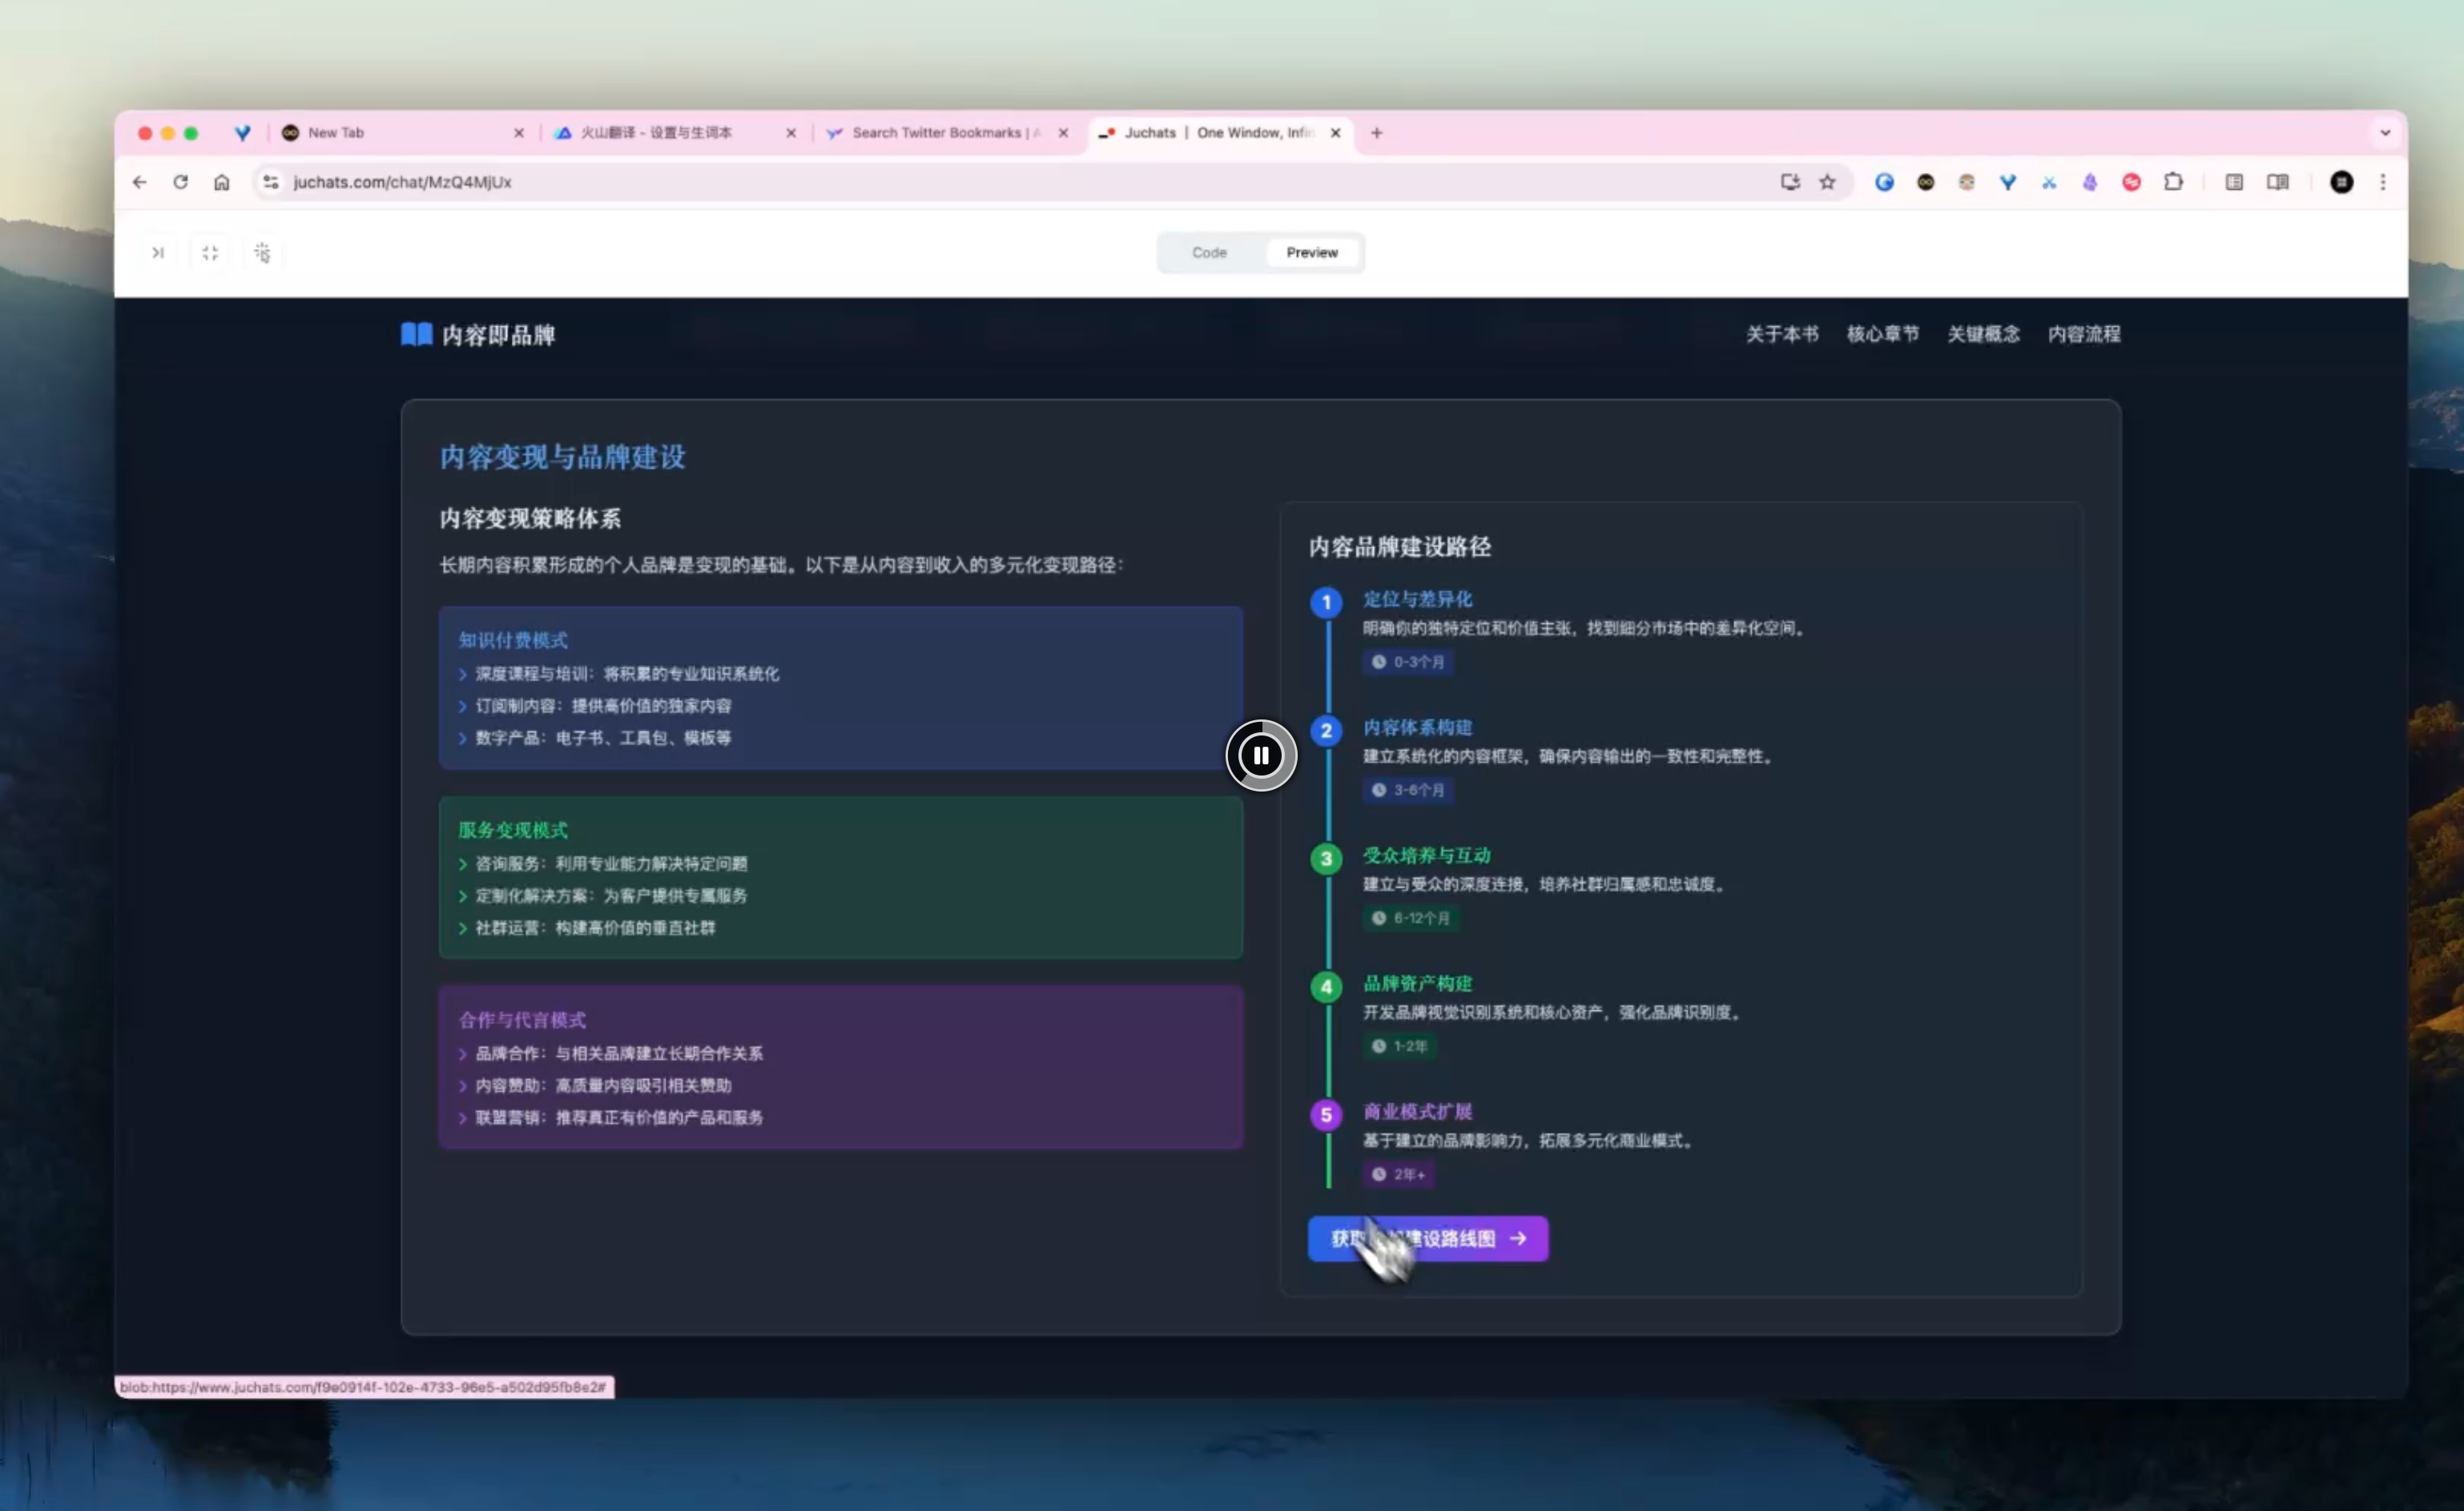 New Tab
火山翻译 - 设置与生词本
Search Twitter Bookmarks |
Juchats | One Window, Infin
juchats.com/chat/MzQ4MjUx
Code
Preview
内容即品牌
关于本书
核心章节
关键概念
内容流程
内容变现与品牌建设
内容变现策略体系
长期内容积累形成的个人品牌是变现的基础。以下是从内容到收入的多元化变现路径：
知识付费模式
深度课程与培训：将积累的专业知识系统化
订阅制内容：提供高价值的独家内容
数字产品：电子书、工具包、模板等
服务变现模式
咨询服务：利用专业能力解决特定问题
定制化解决方案：为客户提供专属服务
社群运营：构建高价值的垂直社群
合作与代言模式
品牌合作：与相关品牌建立长期合作关系
内容赞助：高质量内容吸引相关赞助
联盟营销：推荐真正有价值的产品和服务
内容品牌建设路径
1
定位与差异化
明确你的独特定位和价值主张，找到细分市场中的差异化空间。
0-3个月
2
内容体系构建
建立系统化的内容框架，确保内容输出的一致性和完整性。
3-6个月
3
受众培养与互动
建立与受众的深度连接，培养社群归属感和忠诚度。
6-12个月
4
品牌资产构建
开发品牌视觉识别系统和核心资产，强化品牌识别度。
1-2年
5
商业模式扩展
基于建立的品牌影响力，拓展多元化商业模式。
2年+
获取 建设路线图
blob:https://www.juchats.com/f9e0914f-102e-4733-96e5-a502d95fb8e2#